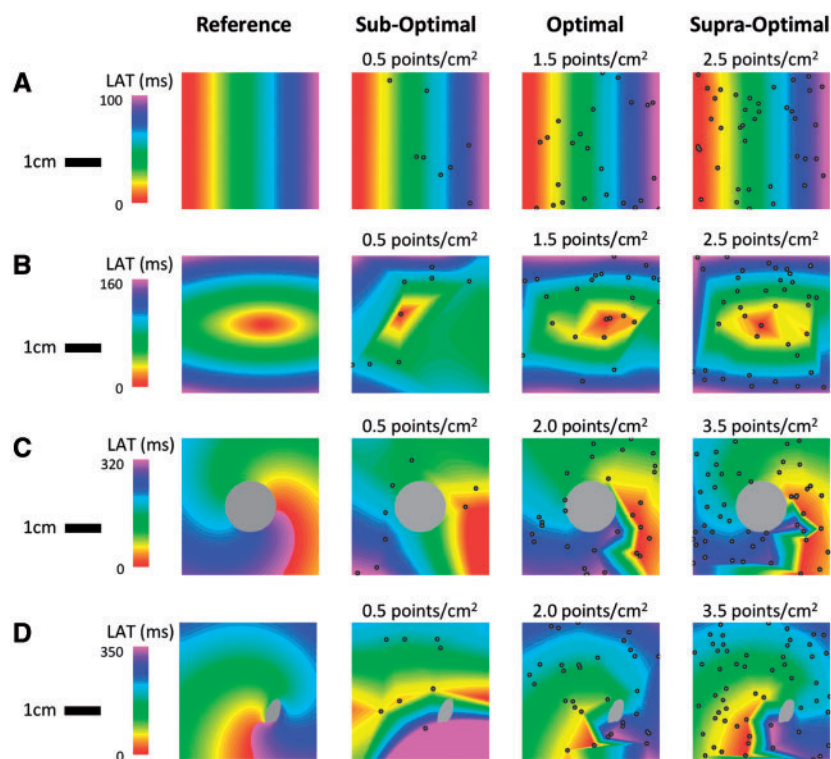 Reference Sub-Optimal Optimal Supra-Optimal
0.5 points/cm² 1.5 points/cm² 2.5 points/cm²
A LAT (ms)
100
1cm
0
0.5 points/cm² 1.5 points/cm² 2.5 points/cm²
B LAT (ms)
160
1cm
0
0.5 points/cm² 2.0 points/cm² 3.5 points/cm²
C LAT (ms)
320
1cm
0
0.5 points/cm² 2.0 points/cm² 3.5 points/cm²
D LAT (ms)
350
1cm
0